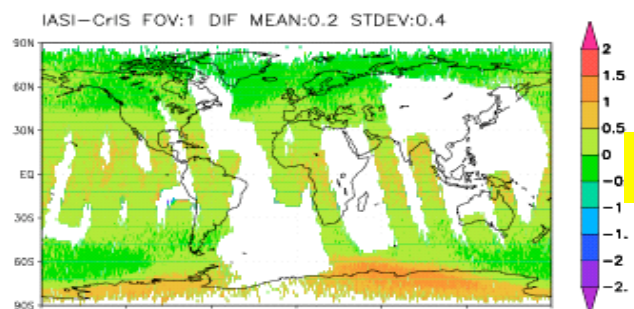 IASI-CrIS FOV:1 DIF MEAN:0.2 STDEV:0.4
90N
60N
30N
EQ
30S
60S
90S
2
1.5
1
0.5
0
-0
-1
-1.
-2
-2.